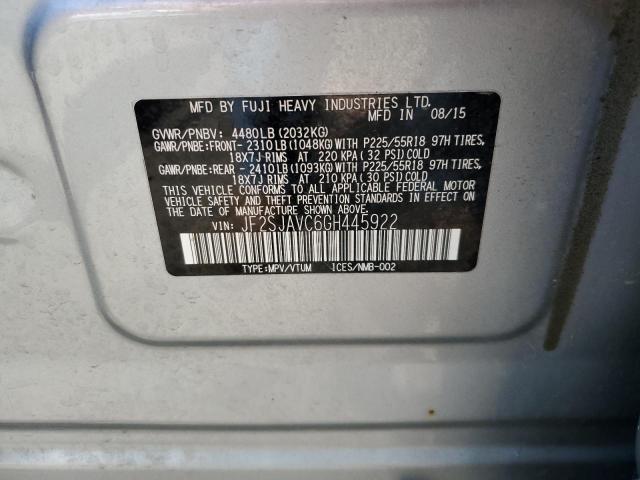 MFD BY FUJI HEAVY INDUSTRIES LTD.
MFD IN 08/15
GVWR/PNBV: 4480LB (2032KG)
GAWR/PNBE:FRONT- 2310LB (1048KG)WITH P225/55R18 97H TIRES,
18X7J RIMS AT 220 KPA ( 32 PSI) COLD
GAWR/PNBE:REAR - 2410LB (1093KG)WITH P225/55R18 97H TIRES,
18X7J RIMS AT 210 KPA ( 30 PSI) COLD
THIS VEHICLE CONFORMS TO ALL APPLICABLE FEDERAL MOTOR
VEHICLE SAFETY AND THEFT PREVENTION STANDARDS IN EFFECT ON
THE DATE OF MANUFACTURE SHOWN ABOVE.
VIN: JF2SJAVC6GH445922
TYPE:MPV/VTUM ICES/NMB-002